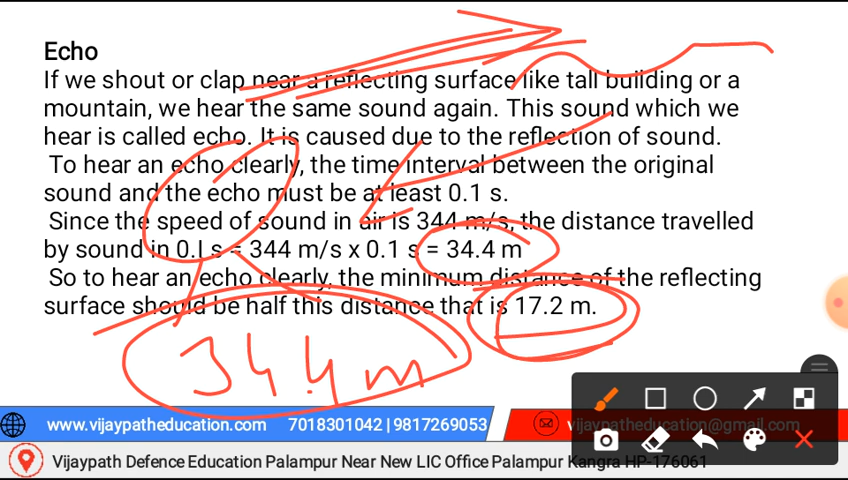 Echo
If we shout or clap near a reflecting surface like tall building or a
mountain, we hear the same sound again. This sound which we
hear is called echo. It is caused due to the reflection of sound.
To hear an echo clearly, the time interval between the original
sound and the echo must be at least 0.1 s.
Since the speed of sound in air is 344 m/s, the distance travelled
by sound in 0.I s = 344 m/s x 0.1 s = 34.4 m
So to hear an echo clearly, the minimum distance of the reflecting
surface should be half this distance that is 17.2 m.
34.4 m
www.vijaypatheducation.com 7018301042 | 9817269053 vijaypatheducation@gmail.com
Vijaypath Defence Education Palampur Near New LIC Office Palampur Kangra HP-176061